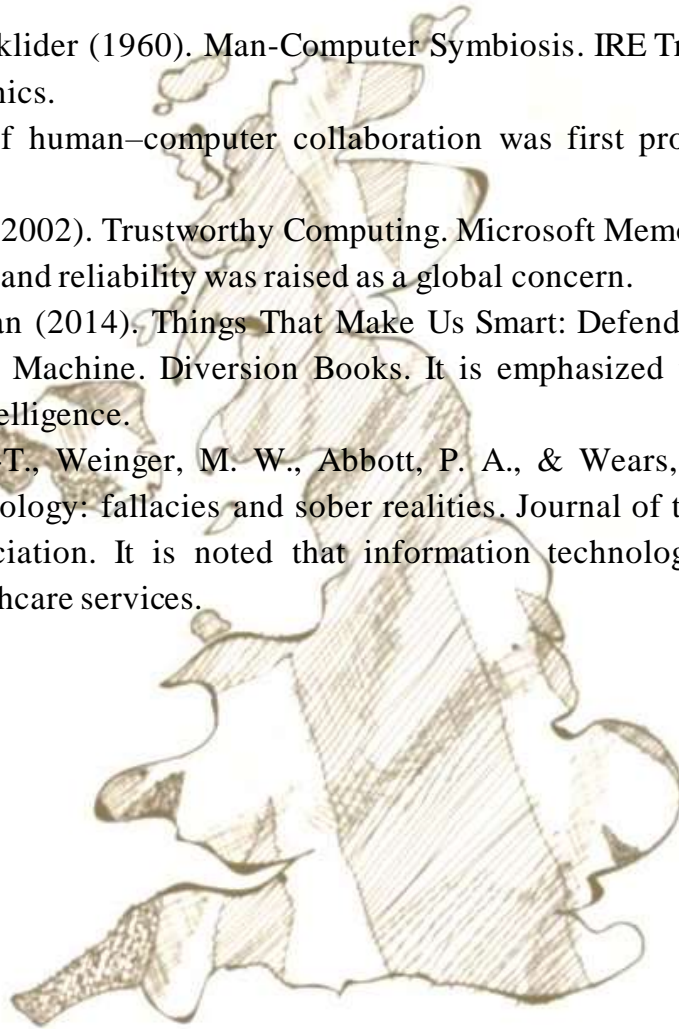 klider (1960). Man-Computer Symbiosis. IRE Tr
nics.
f human–computer collaboration was first pro
2002). Trustworthy Computing. Microsoft Memo
and reliability was raised as a global concern.
an (2014). Things That Make Us Smart: Defend
Machine. Diversion Books. It is emphasized
elligence.
-T., Weinger, M. W., Abbott, P. A., & Wears,
ology: fallacies and sober realities. Journal of t
ciation. It is noted that information technolog
thcare services.